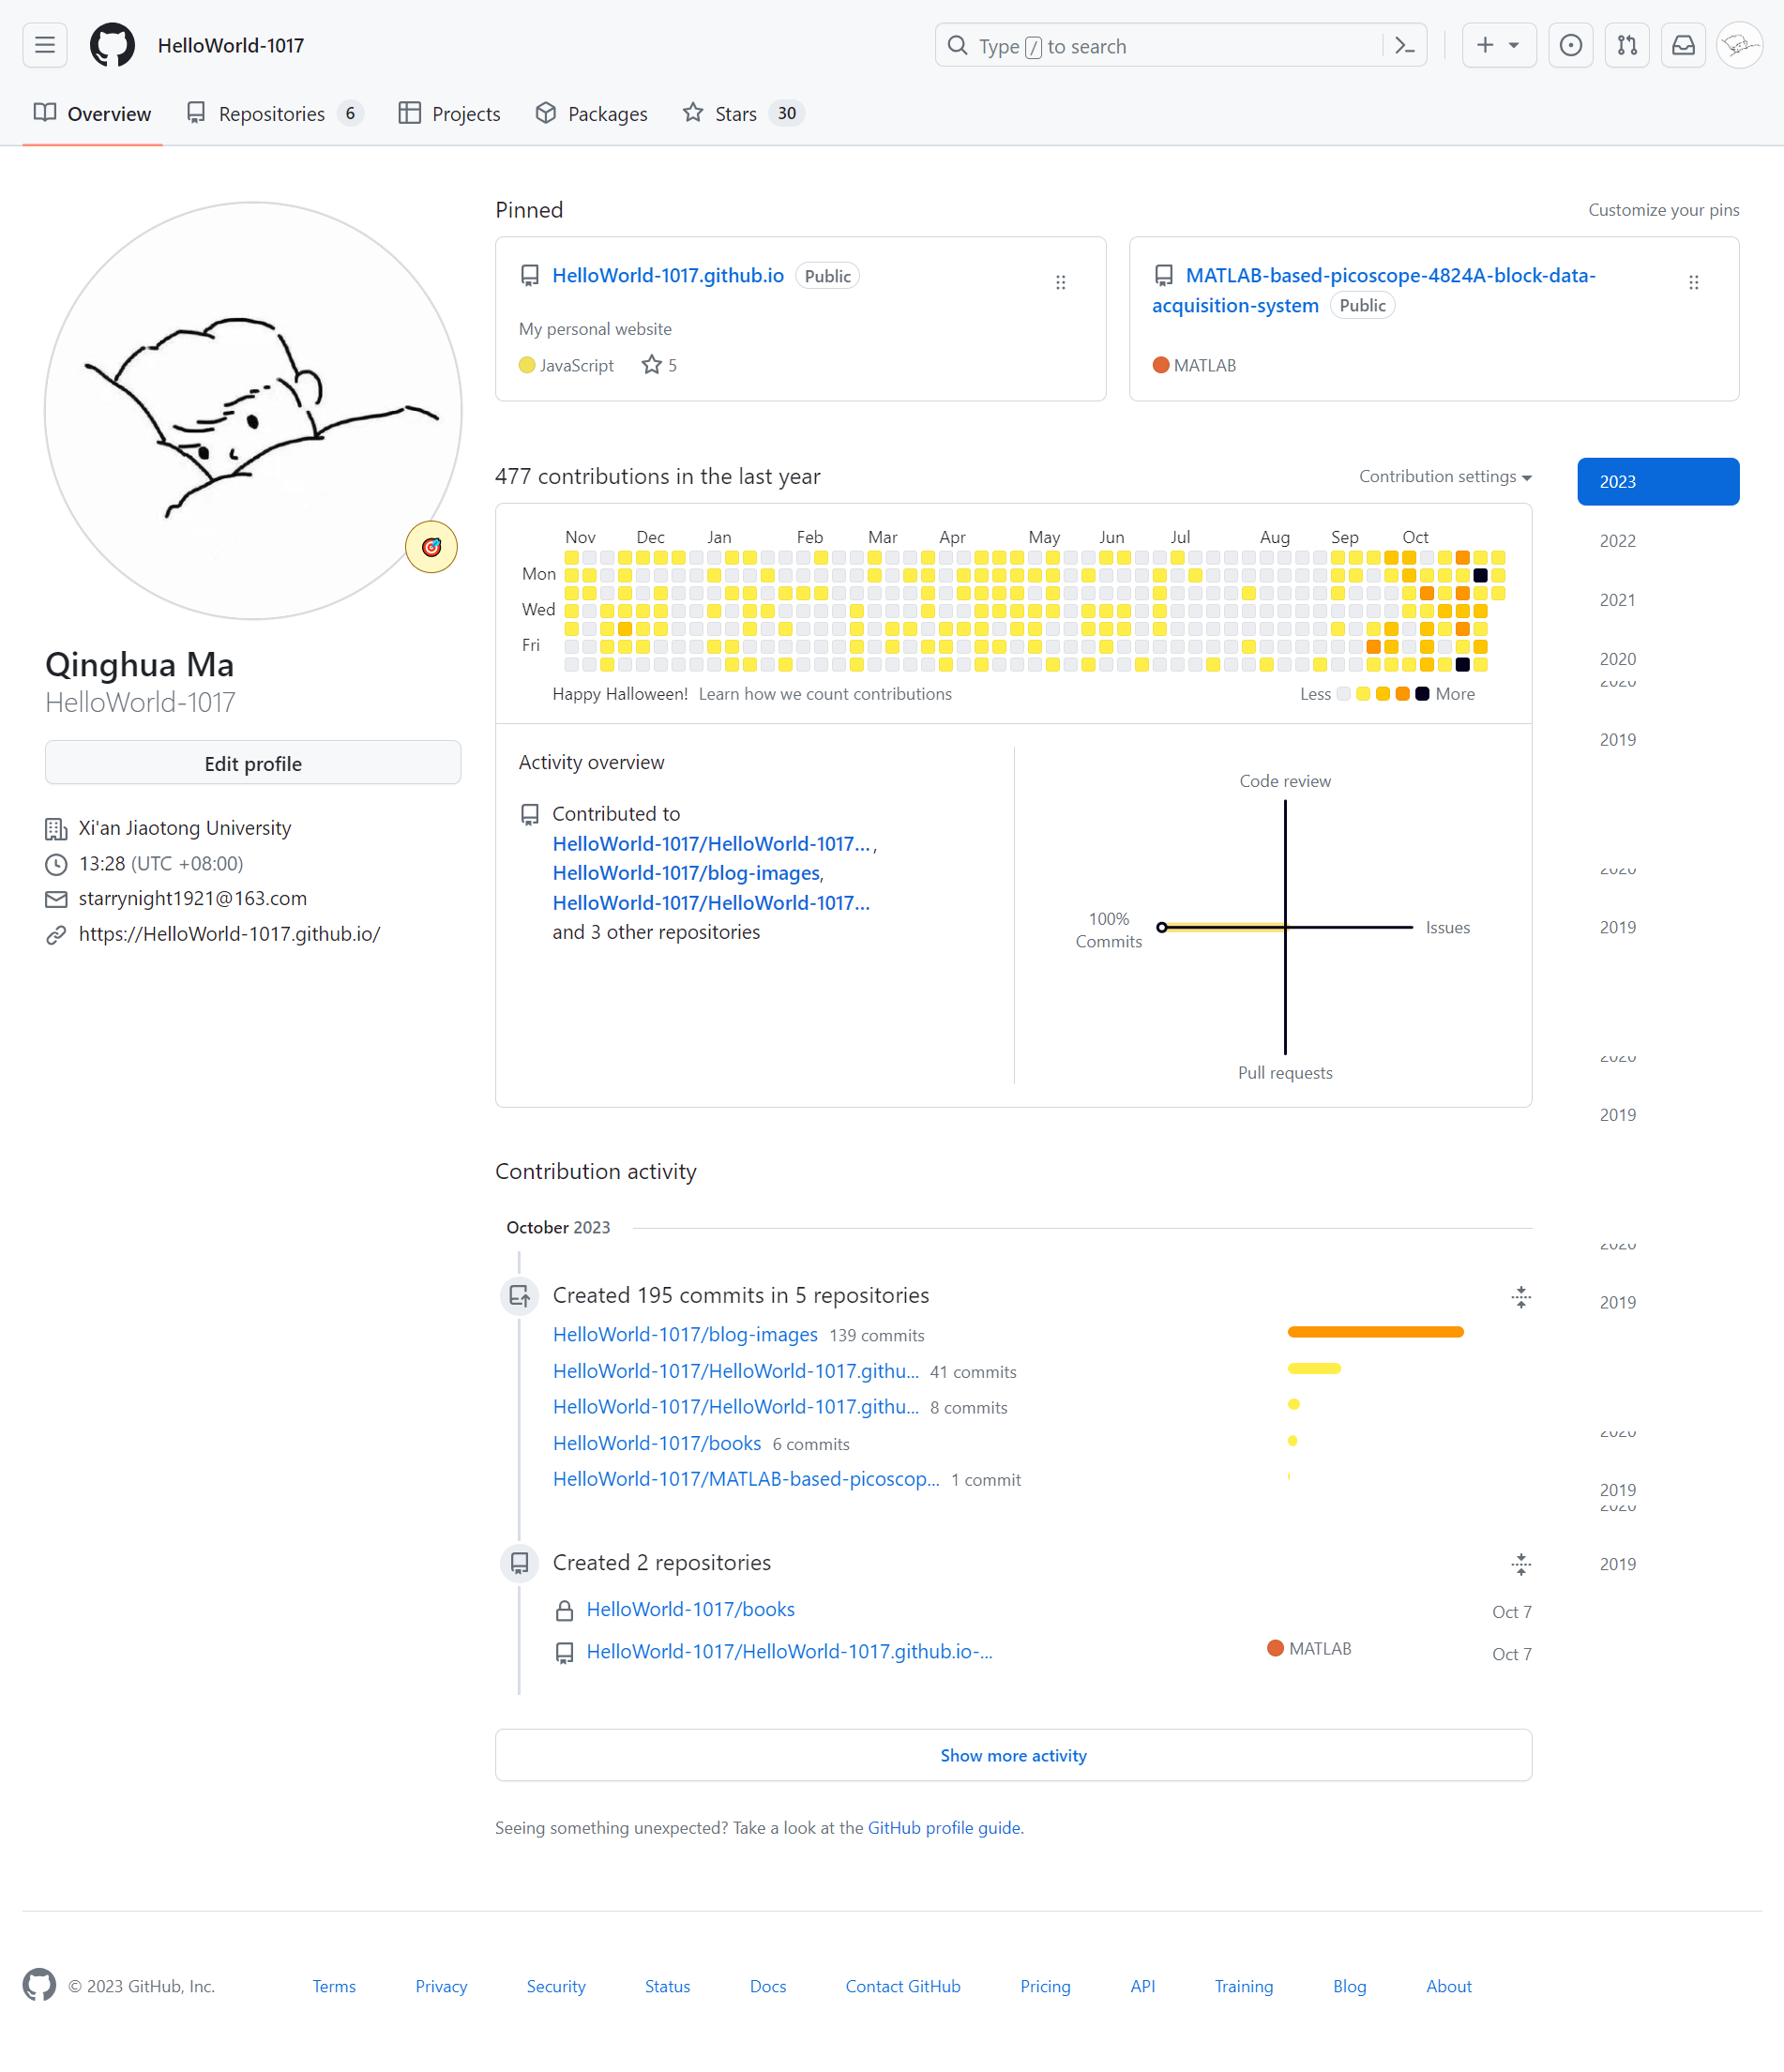 HelloWorld-1017
Type / to search
Overview
Repositories 6
Projects
Packages
Stars 30
Qinghua Ma
HelloWorld-1017
Edit profile
Xi'an Jiaotong University
13:28 (UTC +08:00)
starrynight1921@163.com
https://HelloWorld-1017.github.io/
Pinned
Customize your pins
HelloWorld-1017.github.io Public
My personal website
JavaScript 5
MATLAB-based-picoscope-4824A-block-data-
acquisition-system Public
MATLAB
477 contributions in the last year
Contribution settings
Nov Dec Jan Feb Mar Apr May Jun Jul Aug Sep Oct
Mon
Wed
Fri
Happy Halloween! Learn how we count contributions
Less More
Activity overview
Contributed to
HelloWorld-1017/HelloWorld-1017... ,
HelloWorld-1017/blog-images,
HelloWorld-1017/HelloWorld-1017...
and 3 other repositories
Code review
100%
Commits
Issues
Pull requests
Contribution activity
October 2023
Created 195 commits in 5 repositories
HelloWorld-1017/blog-images 139 commits
HelloWorld-1017/HelloWorld-1017.githu... 41 commits
HelloWorld-1017/HelloWorld-1017.githu... 8 commits
HelloWorld-1017/books 6 commits
HelloWorld-1017/MATLAB-based-picoscop... 1 commit
Created 2 repositories
HelloWorld-1017/books Oct 7
HelloWorld-1017/HelloWorld-1017.github.io-... MATLAB Oct 7
Show more activity
Seeing something unexpected? Take a look at the GitHub profile guide.
2023
2022
2021
2020
2020
2019
2020
2019
2020
2019
2020
2019
2020
2019
2020
2019
© 2023 GitHub, Inc.
Terms
Privacy
Security
Status
Docs
Contact GitHub
Pricing
API
Training
Blog
About